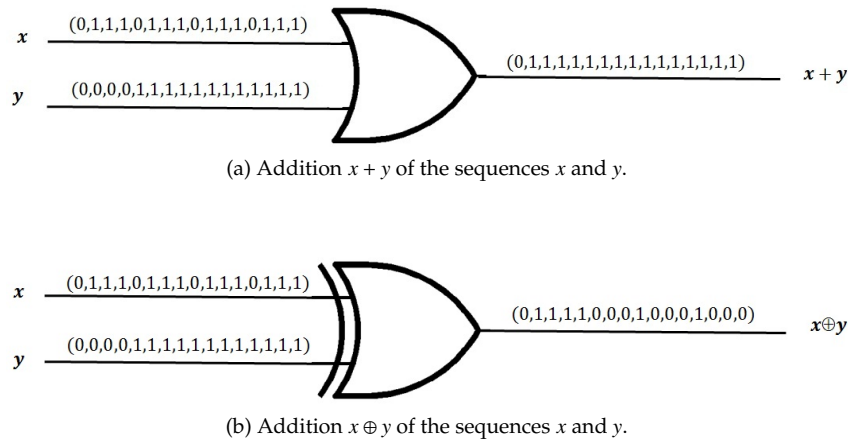 (0,1,1,1,0,1,1,1,0,1,1,1,0,1,1,1)
x
(0,1,1,1,1,1,1,1,1,1,1,1,1,1,1,1)
x + y
(0,0,0,0,1,1,1,1,1,1,1,1,1,1,1,1)
y
(a) Addition x + y of the sequences x and y.
(0,1,1,1,0,1,1,1,0,1,1,1,0,1,1,1)
x
(0,1,1,1,1,0,0,0,1,0,0,0,1,0,0,0)
x⊕y
(0,0,0,0,1,1,1,1,1,1,1,1,1,1,1,1)
y
(b) Addition x ⊕ y of the sequences x and y.